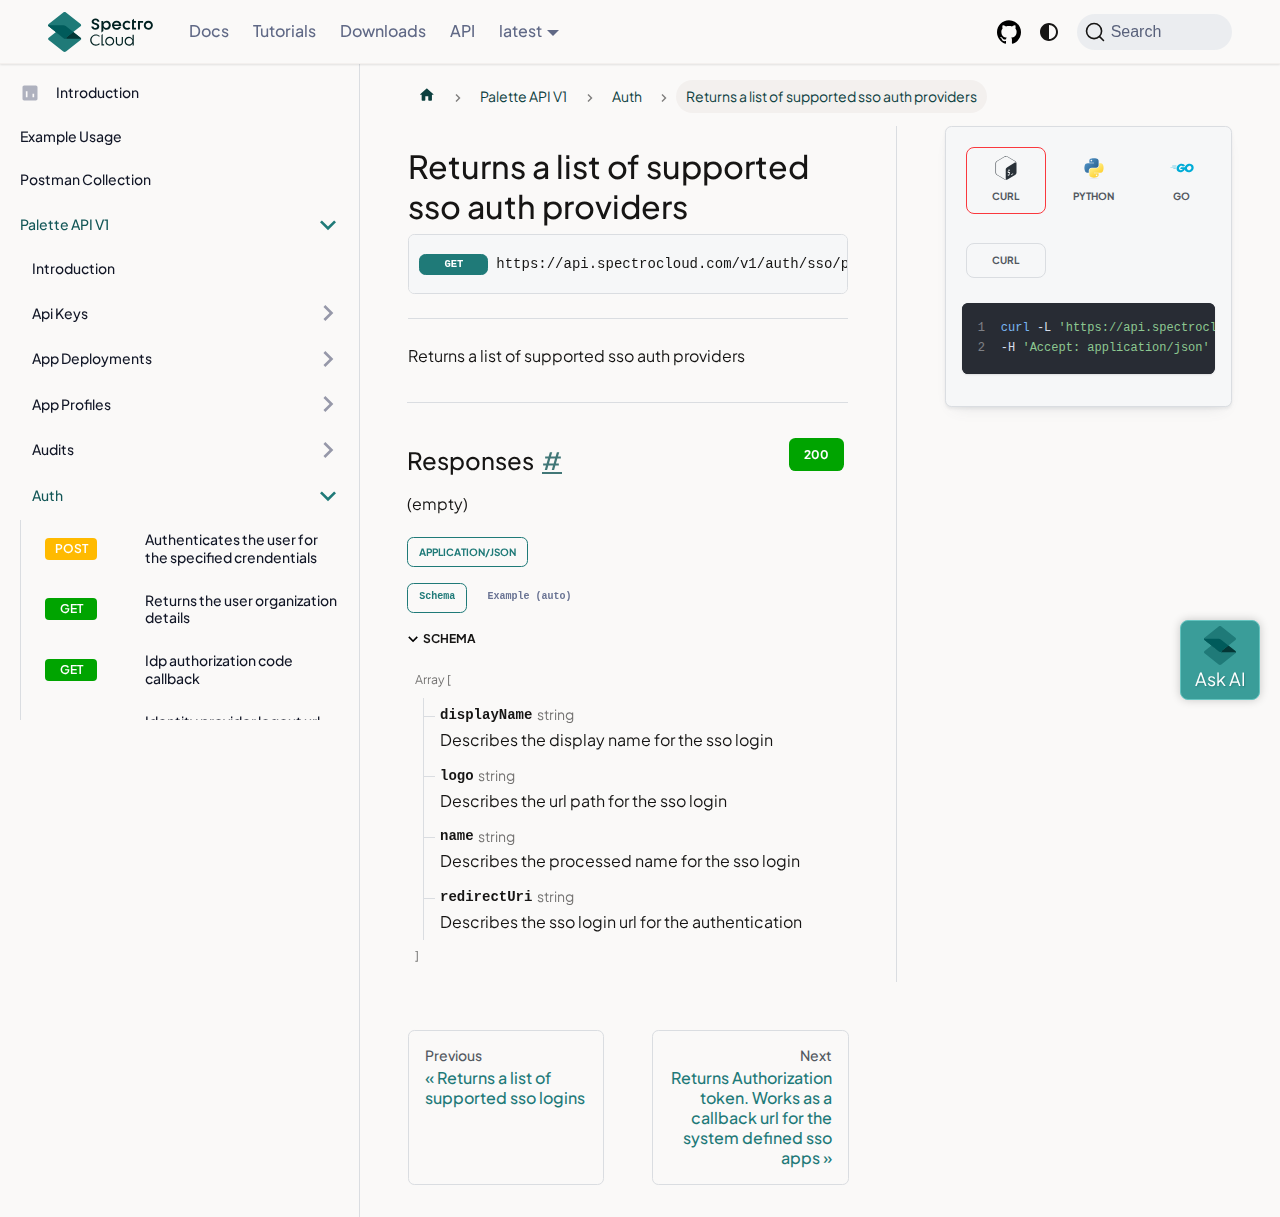 Spectro
Cloud
Docs
Tutorials
Downloads
API
latest
Search
Introduction
Example Usage
Postman Collection
Palette API V1
Introduction
Api Keys
App Deployments
App Profiles
Audits
Auth
POST
Authenticates the user for
the specified crendentials
GET
Returns the user organization
details
GET
Idp authorization code
callback
Identity provider logout url
Palette API V1
Auth
Returns a list of supported sso auth providers
Returns a list of supported
sso auth providers
GET
https://api.spectrocloud.com/v1/auth/sso/p
Returns a list of supported sso auth providers
Responses #
200
(empty)
APPLICATION/JSON
Schema
Example (auto)
SCHEMA
Array [
displayName string
Describes the display name for the sso login
logo string
Describes the url path for the sso login
name string
Describes the processed name for the sso login
redirectUri string
Describes the sso login url for the authentication
]
Previous
« Returns a list of
supported sso logins
Next
Returns Authorization
token. Works as a
callback url for the
system defined sso
apps »
CURL
PYTHON
GO
GO
CURL
1 curl -L 'https://api.spectrocl
2 -H 'Accept: application/json'
Ask AI